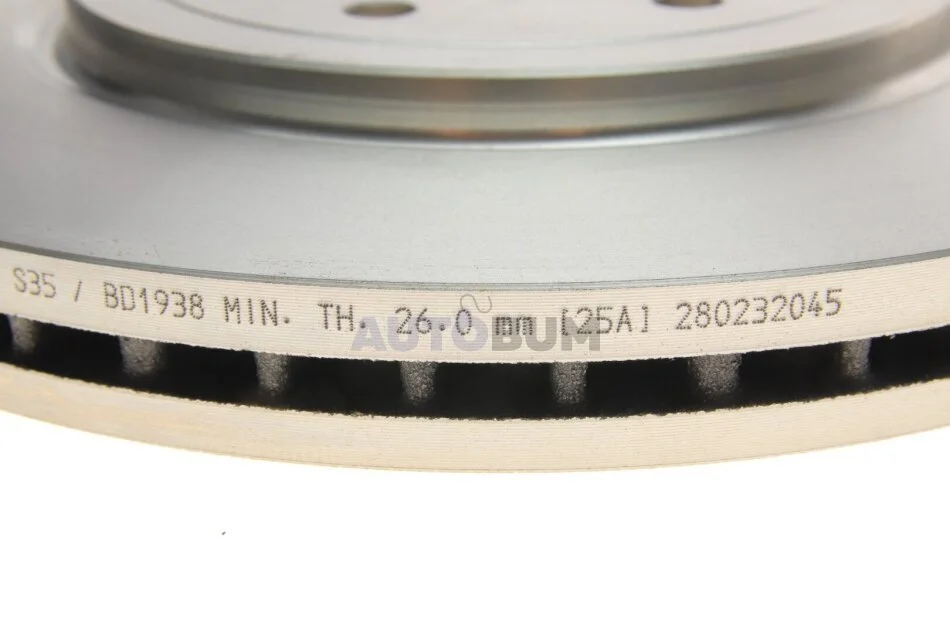 S35 / BD1938 MIN. TH. 26.0 mm [25A] 280232045
AUTOBUM